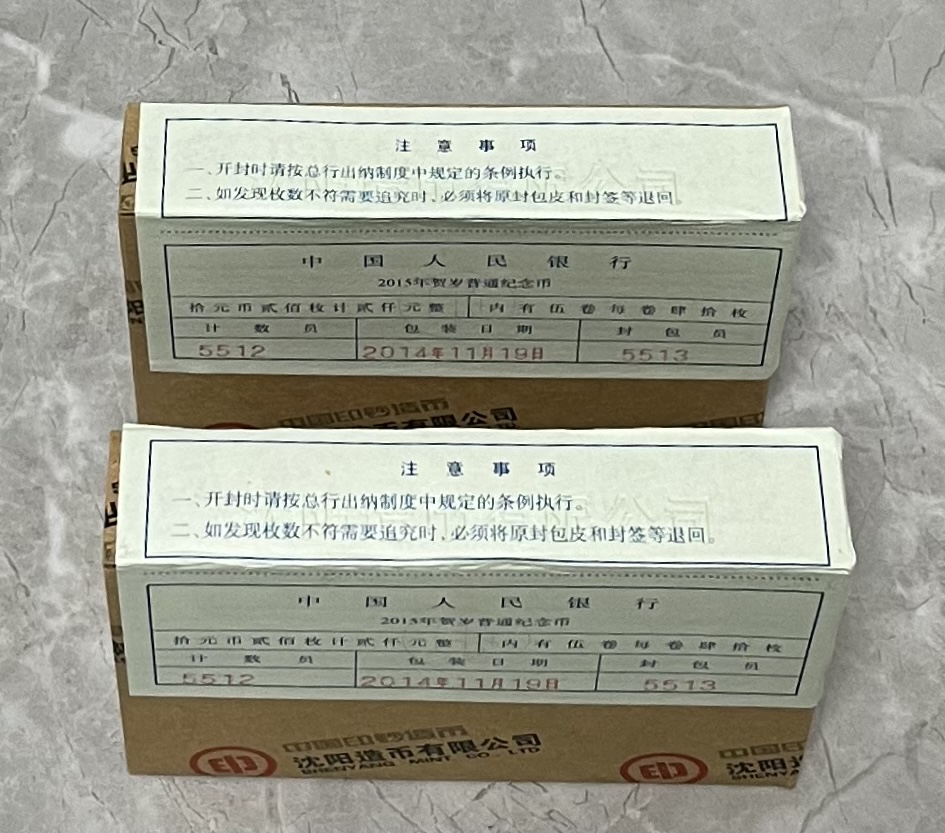 注意事项
一、开封时请按总行出纳制度中规定的条例执行。
二、如发现枚数不符需要追究时，必须将原封包皮和封签等退回。
中国人民银行
2015年贺岁普通纪念币
拾元币贰佰枚计贰仟元整 内有伍卷每卷肆拾枚
计数员 包装日期 封包员
5512 2014年11月19日 5513
中国印钞造币
有限公司
注意事项
一、开封时请按总行出纳制度中规定的条例执行。
二、如发现枚数不符需要追究时，必须将原封包皮和封签等退回。
中国人民银行
2015年贺岁普通纪念币
拾元币贰佰枚计贰仟元整 内有伍卷每卷肆拾枚
计数员 包装日期 封包员
5512 2014年11月19日 5513
中国印钞造币 中国印
沈阳造币有限公司 沈阳造
SHENYANG MINT CO., LTD SHENYA